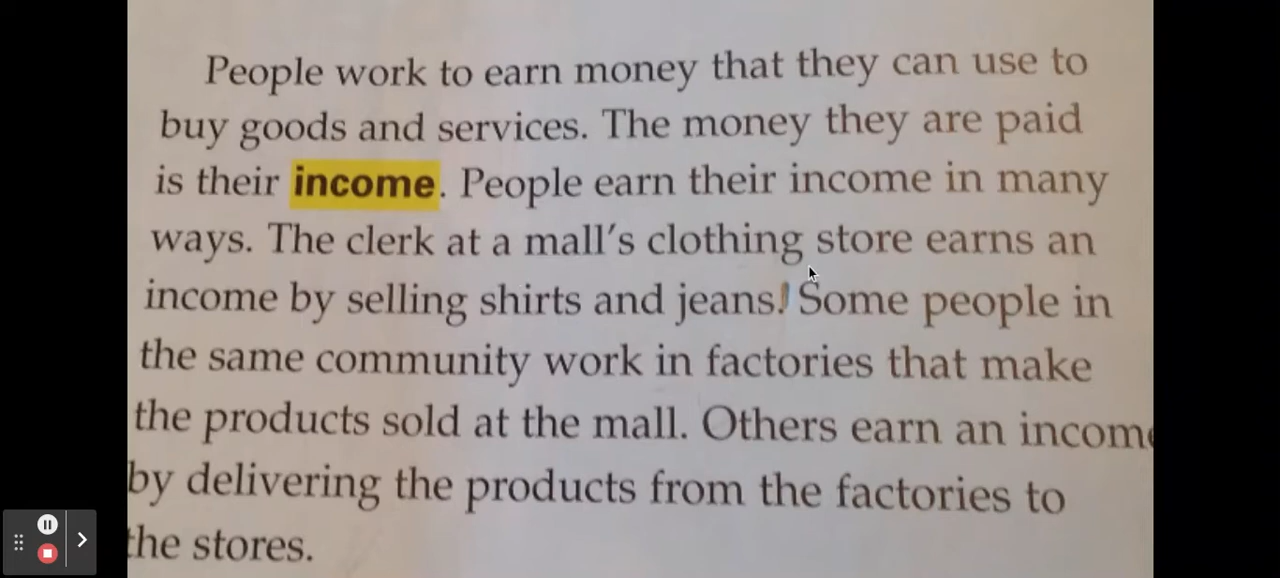 People work to earn money that they can use to
buy goods and services. The money they are paid
is their income. People earn their income in many
ways. The clerk at a mall's clothing store earns an
income by selling shirts and jeans. Some people in
the same community work in factories that make
the products sold at the mall. Others earn an income
by delivering the products from the factories to
the stores.